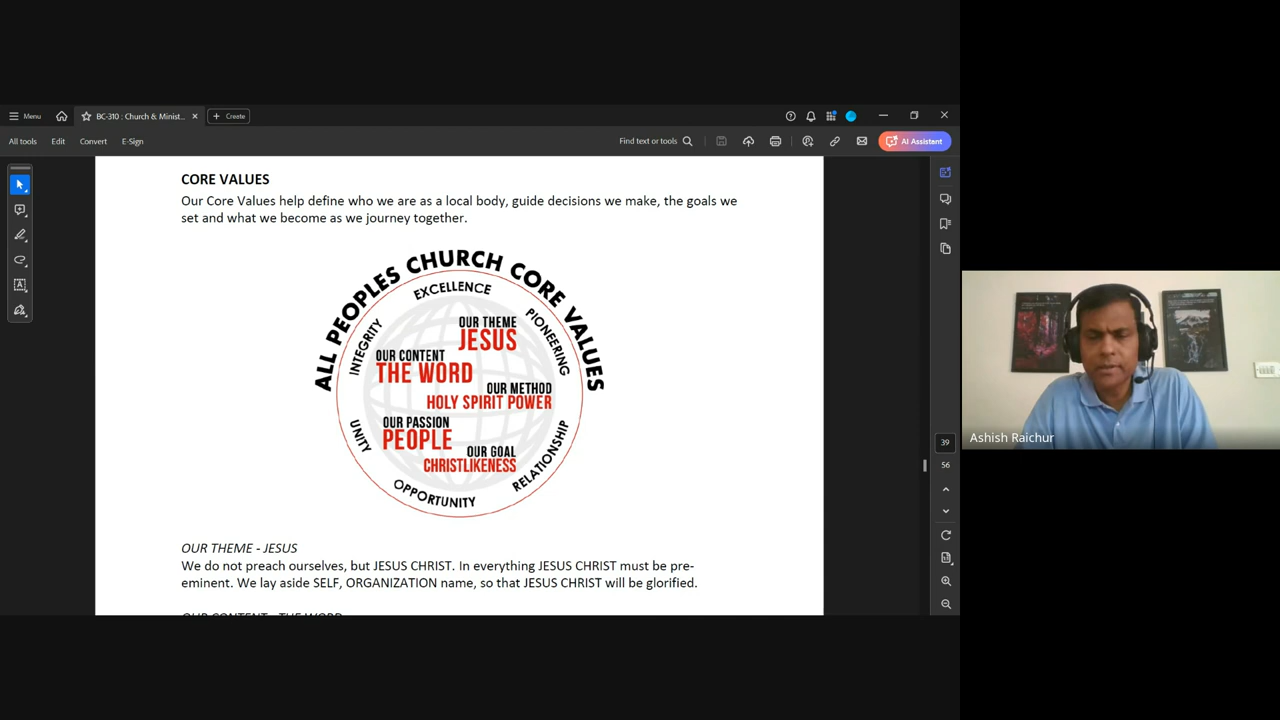 Menu
BC-310 : Church & Minist...
Create
All tools
Edit
Convert
E-Sign
Find text or tools
AI Assistant
CORE VALUES
Our Core Values help define who we are as a local body, guide decisions we make, the goals we
set and what we become as we journey together.
ALL PEOPLES CHURCH CORE VALUES
EXCELLENCE
PIONEERING
INTEGRITY
OUR THEME
JESUS
OUR CONTENT
THE WORD
OUR METHOD
HOLY SPIRIT POWER
OUR PASSION
PEOPLE
OUR GOAL
CHRISTLIKENESS
UNITY
RELATIONSHIP
OPPORTUNITY
OUR THEME - JESUS
We do not preach ourselves, but JESUS CHRIST. In everything JESUS CHRIST must be pre-
eminent. We lay aside SELF, ORGANIZATION name, so that JESUS CHRIST will be glorified.
OUR CONTENT - THE WORD
39
56
Ashish Raichur